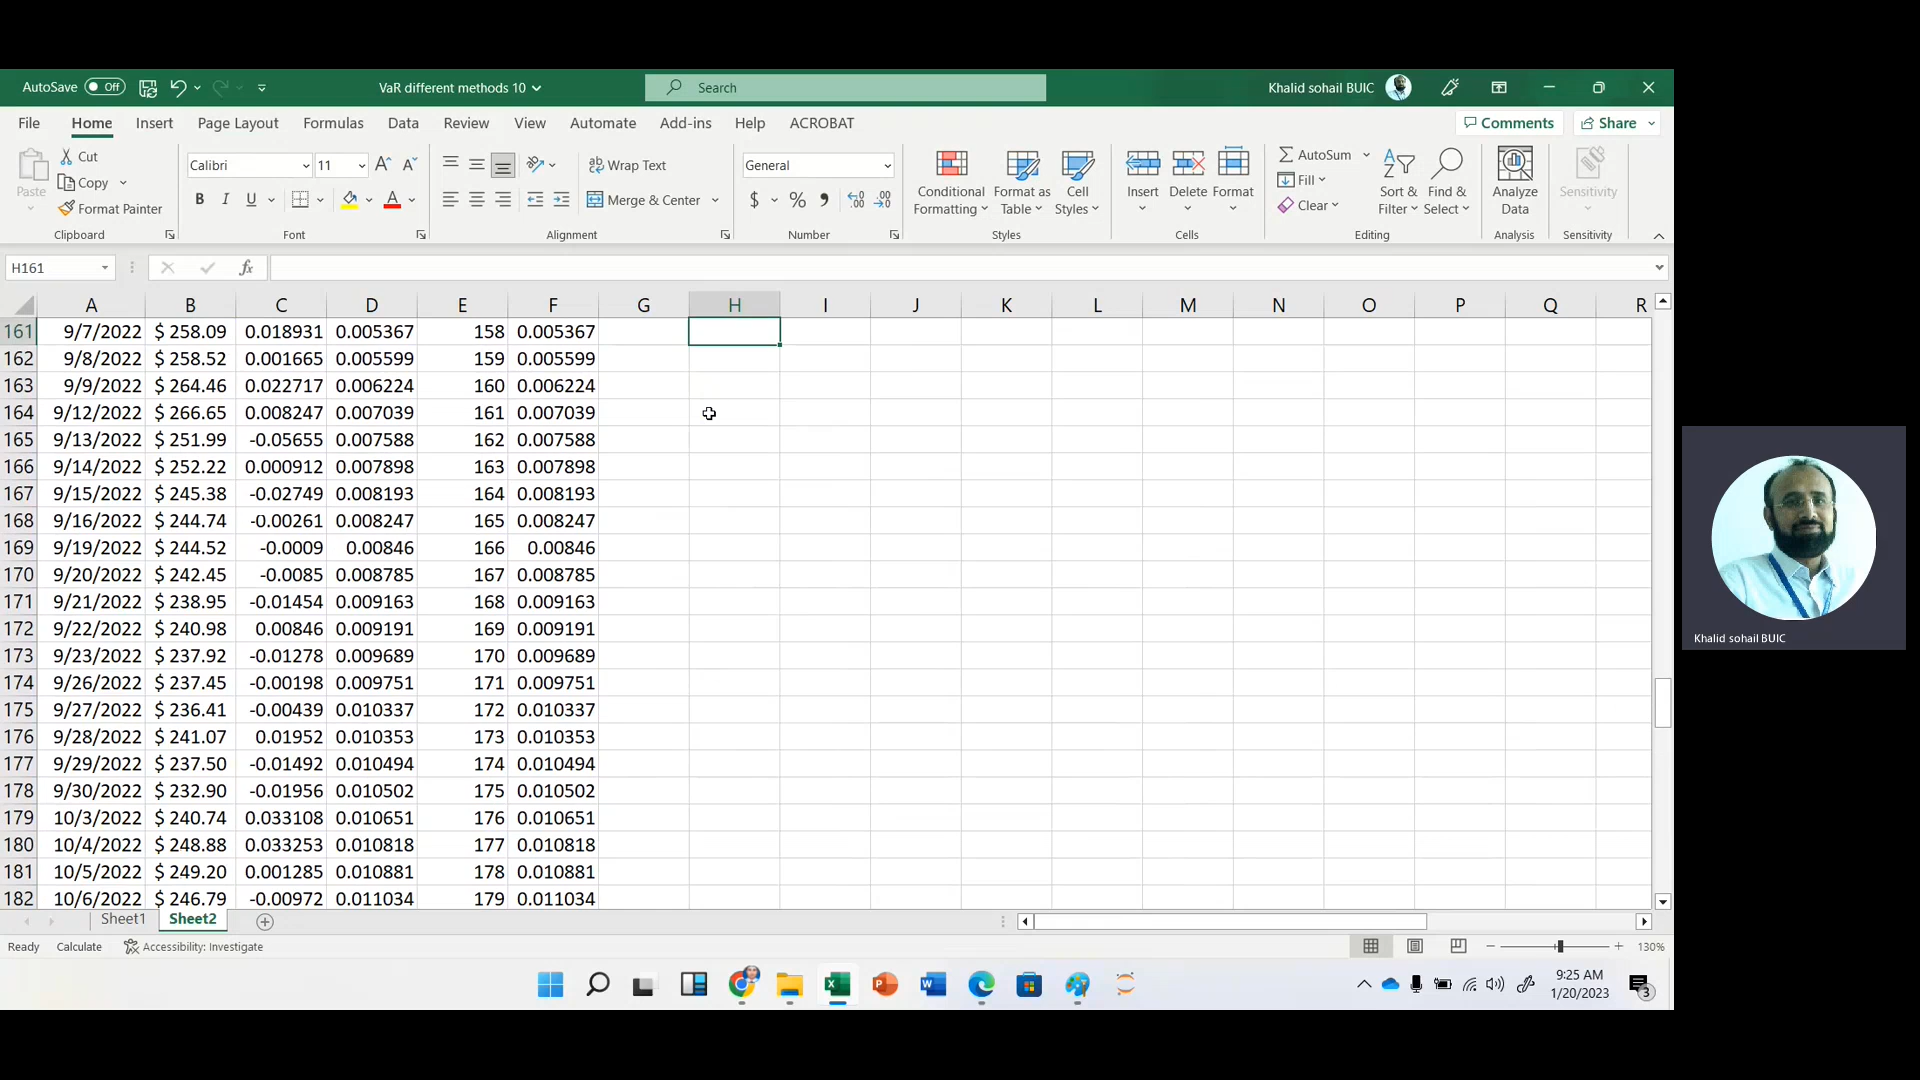 AutoSave Off VaR different methods 10 Search Khalid sohail BUIC
File Home Insert Page Layout Formulas Data Review View Automate Add-ins Help ACROBAT Comments Share
Paste Cut Copy Format Painter Clipboard
Calibri 11 B I U A Font
Wrap Text Merge & Center Alignment
General $ % Number
Conditional Formatting Format as Table Cell Styles Styles
Insert Delete Format Cells
AutoSum Fill Clear Sort & Filter Find & Select Editing
Analyze Data Analysis
Sensitivity Sensitivity
H161 fx
A B C D E F G H I J K L M N O P Q R
161 9/7/2022 $ 258.09 0.018931 0.005367 158 0.005367
162 9/8/2022 $ 258.52 0.001665 0.005599 159 0.005599
163 9/9/2022 $ 264.46 0.022717 0.006224 160 0.006224
164 9/12/2022 $ 266.65 0.008247 0.007039 161 0.007039
165 9/13/2022 $ 251.99 -0.05655 0.007588 162 0.007588
166 9/14/2022 $ 252.22 0.000912 0.007898 163 0.007898
167 9/15/2022 $ 245.38 -0.02749 0.008193 164 0.008193
168 9/16/2022 $ 244.74 -0.00261 0.008247 165 0.008247
169 9/19/2022 $ 244.52 -0.0009 0.00846 166 0.00846
170 9/20/2022 $ 242.45 -0.0085 0.008785 167 0.008785
171 9/21/2022 $ 238.95 -0.01454 0.009163 168 0.009163
172 9/22/2022 $ 240.98 0.00846 0.009191 169 0.009191
173 9/23/2022 $ 237.92 -0.01278 0.009689 170 0.009689
174 9/26/2022 $ 237.45 -0.00198 0.009751 171 0.009751
175 9/27/2022 $ 236.41 -0.00439 0.010337 172 0.010337
176 9/28/2022 $ 241.07 0.01952 0.010353 173 0.010353
177 9/29/2022 $ 237.50 -0.01492 0.010494 174 0.010494
178 9/30/2022 $ 232.90 -0.01956 0.010502 175 0.010502
179 10/3/2022 $ 240.74 0.033108 0.010651 176 0.010651
180 10/4/2022 $ 248.88 0.033253 0.010818 177 0.010818
181 10/5/2022 $ 249.20 0.001285 0.010881 178 0.010881
182 10/6/2022 $ 246.79 -0.00972 0.011034 179 0.011034
Sheet1 Sheet2
Ready Calculate Accessibility: Investigate 130%
9:25 AM
1/20/2023 3
Khalid sohail BUIC